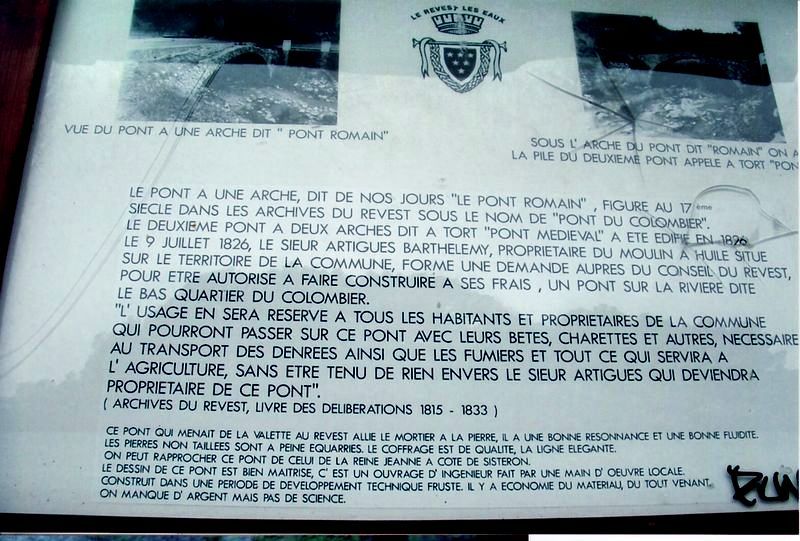 LE REVEST LES EAUX
VUE DU PONT A UNE ARCHE DIT " PONT ROMAIN"
SOUS L' ARCHE DU PONT DIT "ROMAIN" ON A
LA PILE DU DEUXIEME PONT APPELE A TORT "PON
LE PONT A UNE ARCHE, DIT DE NOS JOURS "LE PONT ROMAIN" , FIGURE AU 17 ème
SIECLE DANS LES ARCHIVES DU REVEST SOUS LE NOM DE "PONT DU COLOMBIER".
LE DEUXIEME PONT A DEUX ARCHES DIT A TORT "PONT MEDIEVAL" A ETE EDIFIE EN 1826
LE 9 JUILLET 1826, LE SIEUR ARTIGUES BARTHELEMY, PROPRIETAIRE DU MOULIN A HUILE SITUE
SUR LE TERRITOIRE DE LA COMMUNE, FORME UNE DEMANDE AUPRES DU CONSEIL DU REVEST,
POUR ETRE AUTORISE A FAIRE CONSTRUIRE A SES FRAIS , UN PONT SUR LA RIVIERE DITE
LE BAS QUARTIER DU COLOMBIER.
"L' USAGE EN SERA RESERVE A TOUS LES HABITANTS ET PROPRIETAIRES DE LA COMMUNE
QUI POURRONT PASSER SUR CE PONT AVEC LEURS BETES, CHARETTES ET AUTRES, NECESSAIRE
AU TRANSPORT DES DENREES AINSI QUE LES FUMIERS ET TOUT CE QUI SERVIRA A
L' AGRICULTURE, SANS ETRE TENU DE RIEN ENVERS LE SIEUR ARTIGUES QUI DEVIENDRA
PROPRIETAIRE DE CE PONT".
( ARCHIVES DU REVEST, LIVRE DES DELIBERATIONS 1815 - 1833 )
CE PONT QUI MENAIT DE LA VALETTE AU REVEST ALLIE LE MORTIER A LA PIERRE, IL A UNE BONNE RESONNANCE ET UNE BONNE FLUIDITE.
LES PIERRES NON TAILLEES SONT A PEINE EQUARRIES. LE COFFRAGE EST DE QUALITE, LA LIGNE ELEGANTE.
ON PEUT RAPPROCHER CE PONT DE CELUI DE LA REINE JEANNE A COTE DE SISTERON.
LE DESSIN DE CE PONT EST BIEN MAITRISE, C' EST UN OUVRAGE D' INGENIEUR FAIT PAR UNE MAIN D' OEUVRE LOCALE.
CONSTRUIT DANS UNE PERIODE DE DEVELOPPEMENT TECHNIQUE FRUSTE. IL Y A ECONOMIE DU MATERIAU, DU TOUT VENANT.
ON MANQUE D' ARGENT MAIS PAS DE SCIENCE.